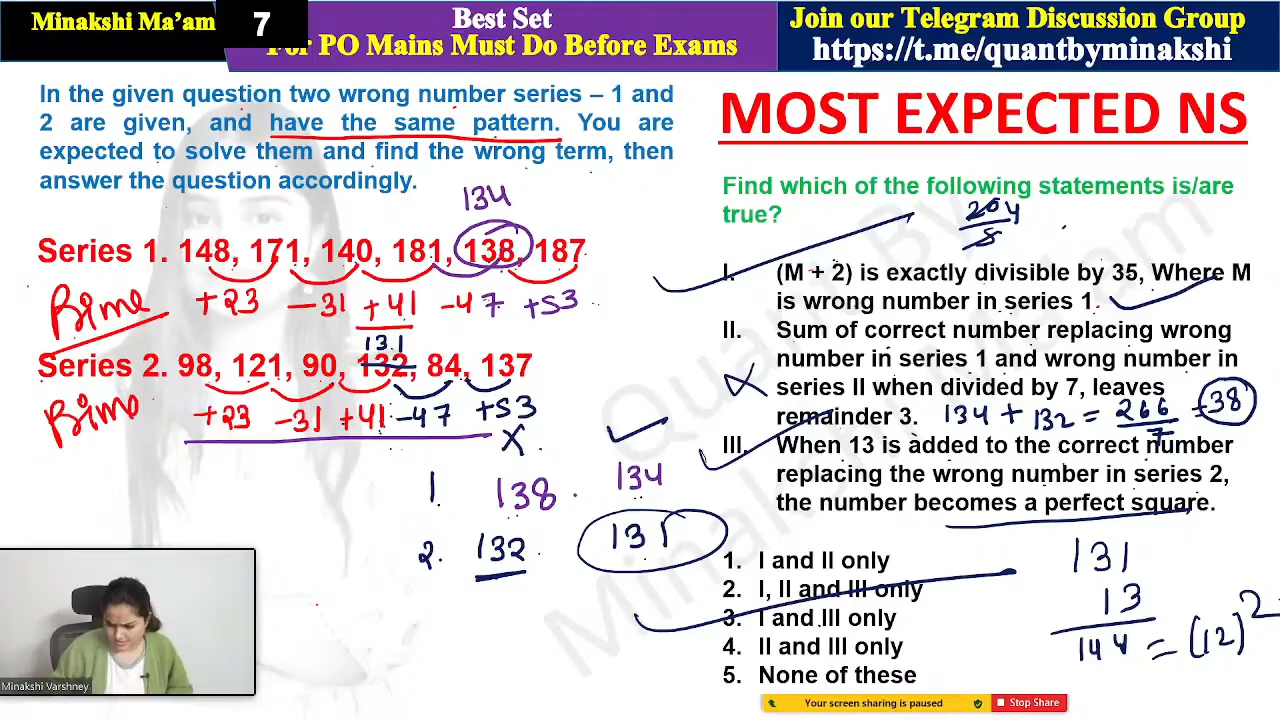 Minakshi Ma'am
7
Best Set
For PO Mains Must Do Before Exams
Join our Telegram Discussion Group
https://t.me/quantbyminakshi
In the given question two wrong number series – 1 and
2 are given, and have the same pattern. You are
expected to solve them and find the wrong term, then
answer the question accordingly.
134
Series 1. 148, 171, 140, 181, 138, 187
+23 -31 +41 -47 +53
131
Series 2. 98, 121, 90, 132, 84, 137
+23 -31 +41 -47 +53
X
1. 138 134
2. 132 131
MOST EXPECTED NS
Find which of the following statements is/are
true?
I. (M + 2) is exactly divisible by 35, Where M
is wrong number in series 1.
II. Sum of correct number replacing wrong
number in series 1 and wrong number in
series II when divided by 7, leaves
remainder 3. 134 + 132 = 266/7 = 38
III. When 13 is added to the correct number
replacing the wrong number in series 2,
the number becomes a perfect square.
1. I and II only
2. I, II and III only
3. I and III only
4. II and III only
5. None of these
131
13
144 = (12)2
Minakshi Varshney
Your screen sharing is paused
Stop Share
Minakshi Varshney By Minakshi Mam